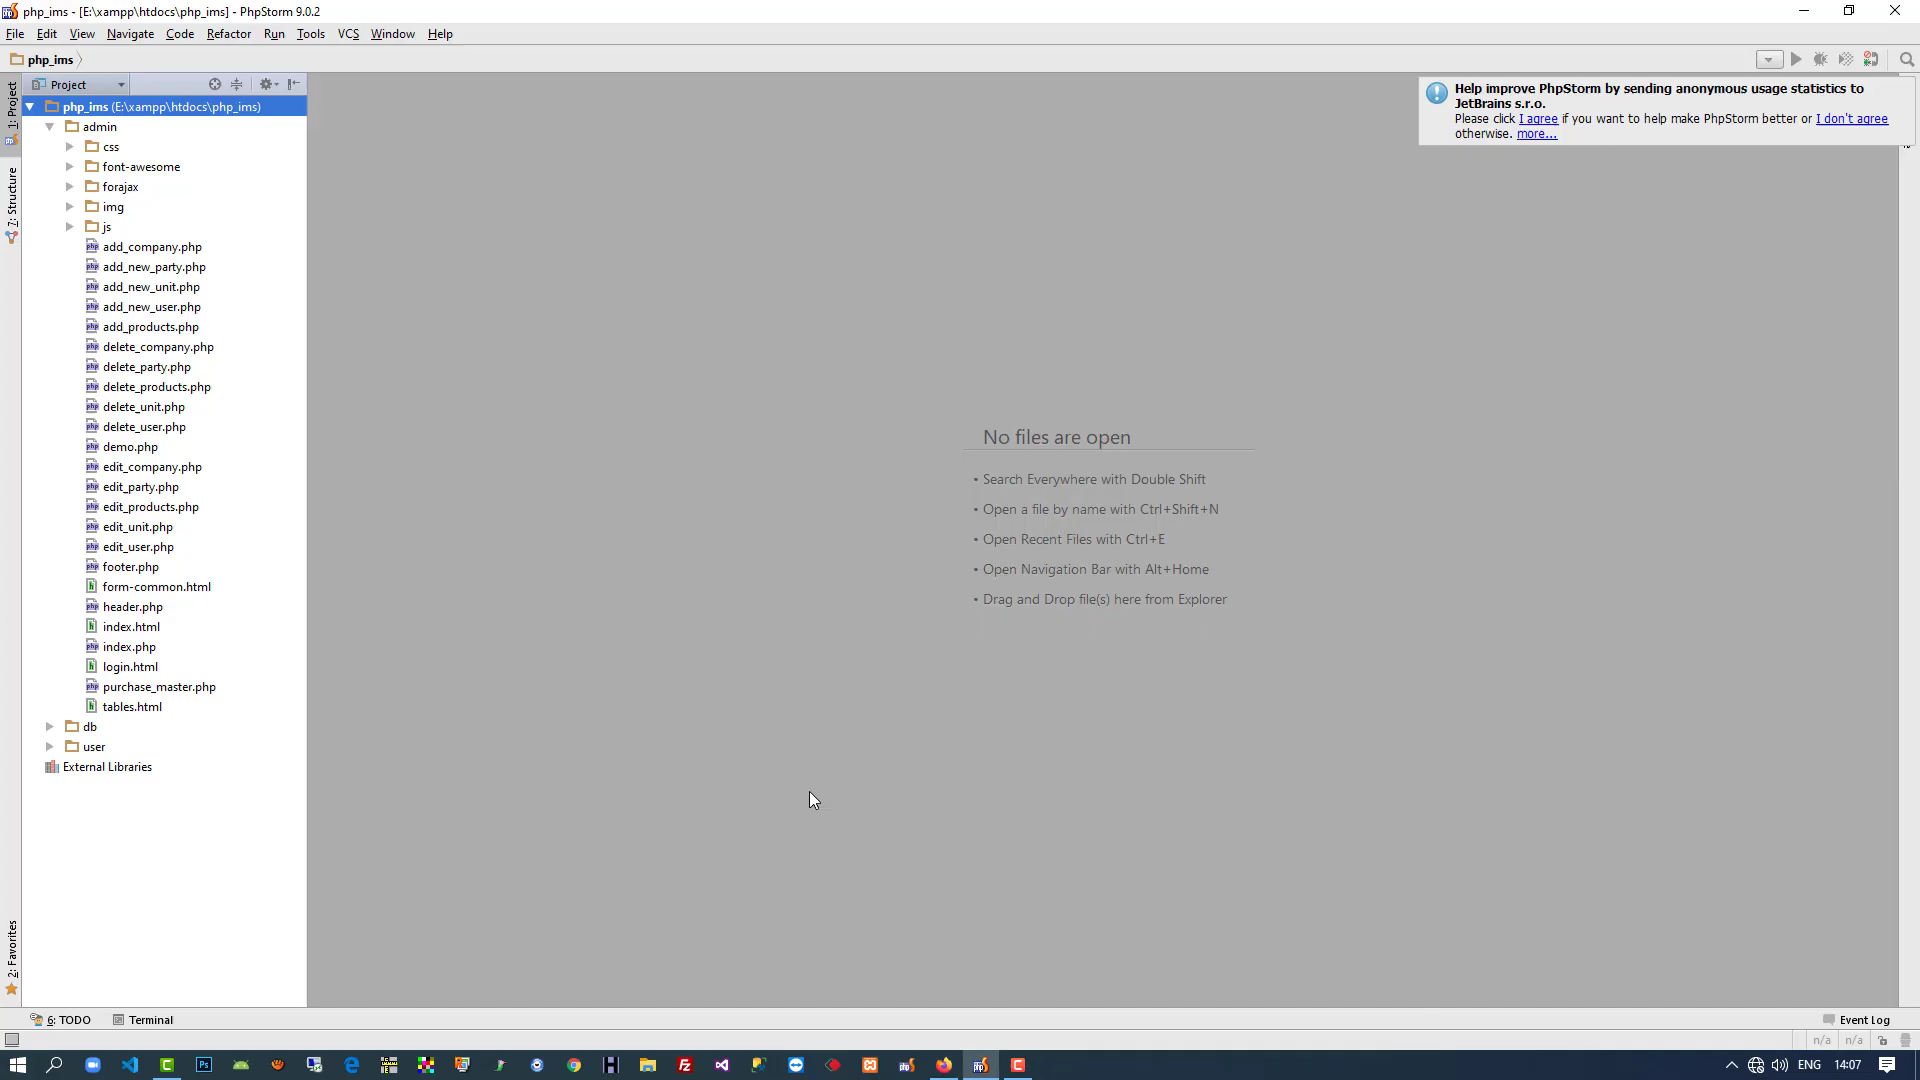 php_ims - [E:\xampp\htdocs\php_ims] - PhpStorm 9.0.2
File Edit View Navigate Code Refactor Run Tools VCS Window Help
php_ims
Project
php_ims (E:\xampp\htdocs\php_ims)
admin
css
font-awesome
forajax
img
js
add_company.php
add_new_party.php
add_new_unit.php
add_new_user.php
add_products.php
delete_company.php
delete_party.php
delete_products.php
delete_unit.php
delete_user.php
demo.php
edit_company.php
edit_party.php
edit_products.php
edit_unit.php
edit_user.php
footer.php
form-common.html
header.php
index.html
index.php
login.html
purchase_master.php
tables.html
db
user
External Libraries
1: Project
7: Structure
2: Favorites
No files are open
• Search Everywhere with Double Shift
• Open a file by name with Ctrl+Shift+N
• Open Recent Files with Ctrl+E
• Open Navigation Bar with Alt+Home
• Drag and Drop file(s) here from Explorer
Help improve PhpStorm by sending anonymous usage statistics to
JetBrains s.r.o.
Please click I agree if you want to help make PhpStorm better or I don't agree
otherwise. more...
6: TODO Terminal Event Log
n/a n/a
ENG 14:07